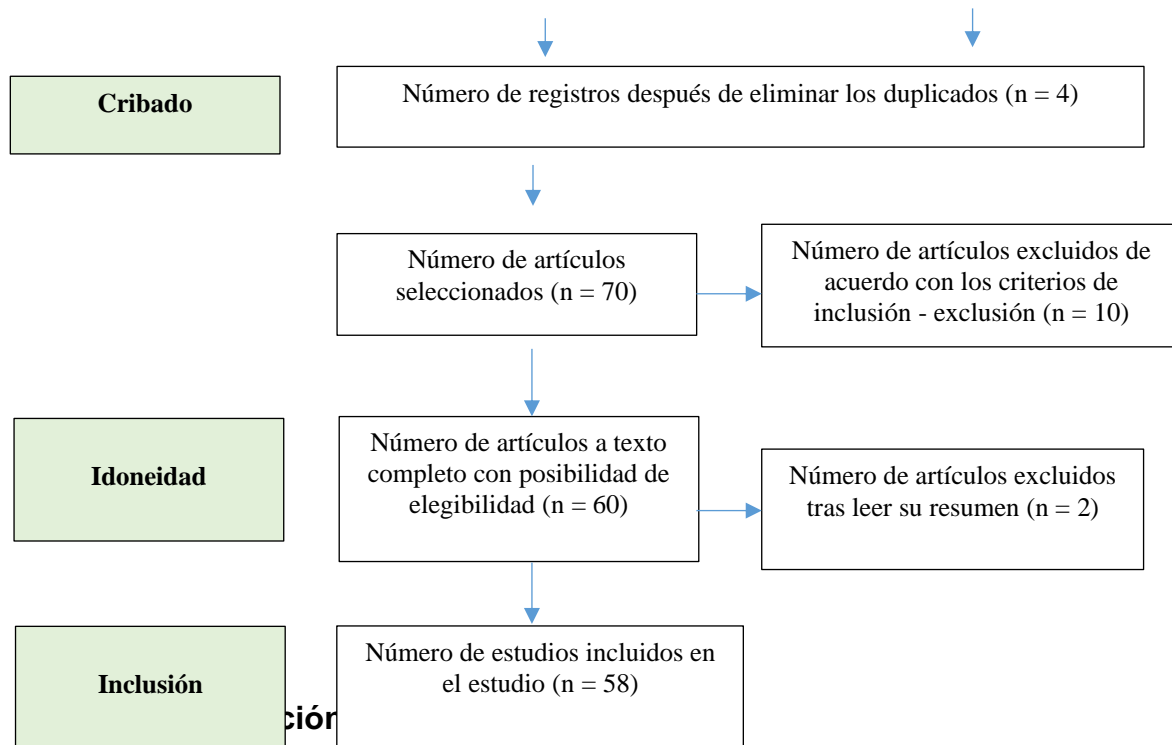 Cribado
Número de registros después de eliminar los duplicados (n = 4)
Número de artículos
seleccionados (n = 70)
Número de artículos excluidos de
acuerdo con los criterios de
inclusión - exclusión (n = 10)
Idoneidad
Número de artículos a texto
completo con posibilidad de
elegibilidad (n = 60)
Número de artículos excluidos
tras leer su resumen (n = 2)
Inclusión
Número de estudios incluidos en
el estudio (n = 58)
ción